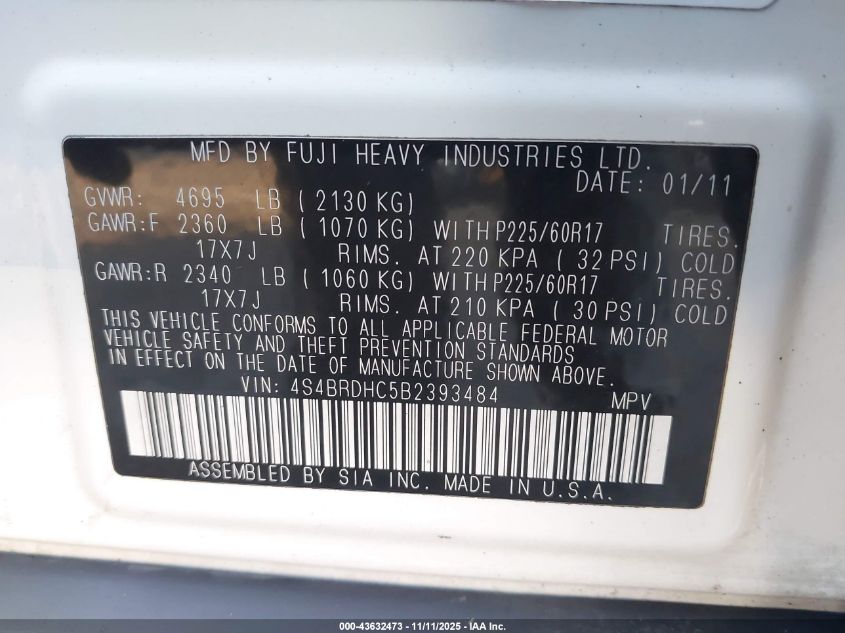 MFD BY FUJI HEAVY INDUSTRIES LTD.
DATE: 01/11
GVWR: 4695 LB ( 2130 KG)
GAWR:F 2360 LB ( 1070 KG) WITH P225/60R17 TIRES.
17X7J RIMS. AT 220 KPA ( 32 PSI) COLD
GAWR:R 2340 LB ( 1060 KG) WITH P225/60R17 TIRES.
17X7J RIMS. AT 210 KPA ( 30 PSI) COLD
THIS VEHICLE CONFORMS TO ALL APPLICABLE FEDERAL MOTOR
VEHICLE SAFETY AND THEFT PREVENTION STANDARDS
IN EFFECT ON THE DATE OF MANUFACTURE SHOWN ABOVE.
VIN: 4S4BRDHC5B2393484 MPV
ASSEMBLED BY SIA INC. MADE IN U.S.A.
000-43632473 - 11/11/2025 - IAA Inc.